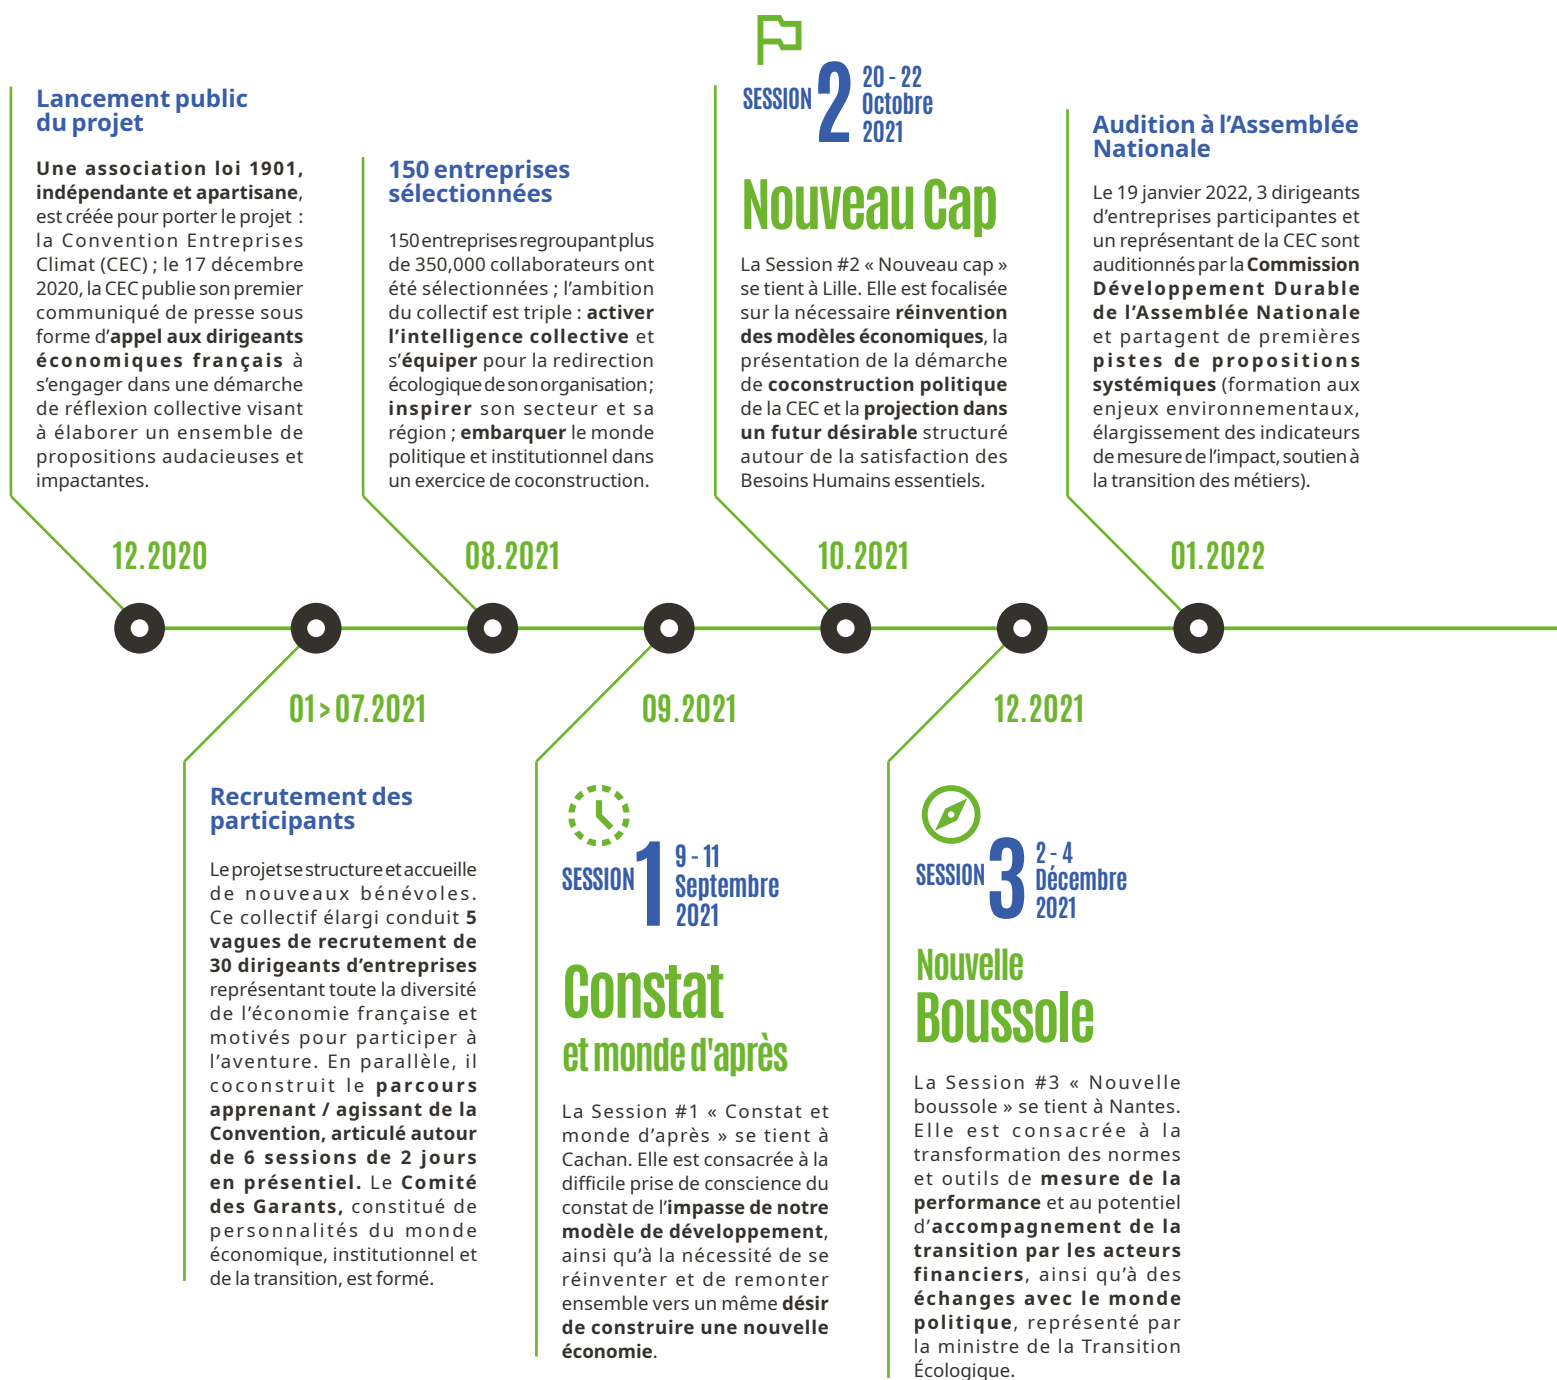 Lancement public
du projet
Une association loi 1901,
indépendante et apartisane,
est créée pour porter le projet :
la Convention Entreprises
Climat (CEC) ; le 17 décembre
2020, la CEC publie son premier
communiqué de presse sous
forme d’appel aux dirigeants
économiques français à
s’engager dans une démarche
de réflexion collective visant
à élaborer un ensemble de
propositions audacieuses et
impactantes.
12.2020
150 entreprises
sélectionnées
150 entreprises regroupant plus
de 350,000 collaborateurs ont
été sélectionnées ; l’ambition
du collectif est triple : activer
l’intelligence collective et
s’équiper pour la redirection
écologique de son organisation ;
inspirer son secteur et sa
région ; embarquer le monde
politique et institutionnel dans
un exercice de coconstruction.
08.2021
SESSION 2
20 - 22
Octobre
2021
Nouveau Cap
La Session #2 « Nouveau cap »
se tient à Lille. Elle est focalisée
sur la nécessaire réinvention
des modèles économiques, la
présentation de la démarche
de coconstruction politique
de la CEC et la projection dans
un futur désirable structuré
autour de la satisfaction des
Besoins Humains essentiels.
10.2021
Audition à l’Assemblée
Nationale
Le 19 janvier 2022, 3 dirigeants
d’entreprises participantes et
un représentant de la CEC sont
auditionnés par la Commission
Développement Durable
de l’Assemblée Nationale
et partagent de premières
pistes de propositions
systémiques (formation aux
enjeux environnementaux,
élargissement des indicateurs
de mesure de l’impact, soutien à
la transition des métiers).
01.2022
01 > 07.2021
Recrutement des
participants
Le projet se structure et accueille
de nouveaux bénévoles.
Ce collectif élargi conduit 5
vagues de recrutement de
30 dirigeants d’entreprises
représentant toute la diversité
de l’économie française et
motivés pour participer à
l’aventure. En parallèle, il
coconstruit le parcours
apprenant / agissant de la
Convention, articulé autour
de 6 sessions de 2 jours
en présentiel. Le Comité
des Garants, constitué de
personnalités du monde
économique, institutionnel et
de la transition, est formé.
09.2021
SESSION 1
9 - 11
Septembre
2021
Constat
et monde d'après
La Session #1 « Constat et
monde d’après » se tient à
Cachan. Elle est consacrée à la
difficile prise de conscience du
constat de l’impasse de notre
modèle de développement,
ainsi qu’à la nécessité de se
réinventer et de remonter
ensemble vers un même désir
de construire une nouvelle
économie.
12.2021
SESSION 3
2 - 4
Décembre
2021
Nouvelle
Boussole
La Session #3 « Nouvelle
boussole » se tient à Nantes.
Elle est consacrée à la
transformation des normes
et outils de mesure de la
performance et au potentiel
d’accompagnement de la
transition par les acteurs
financiers, ainsi qu’à des
échanges avec le monde
politique, représenté par
la ministre de la Transition
Écologique.